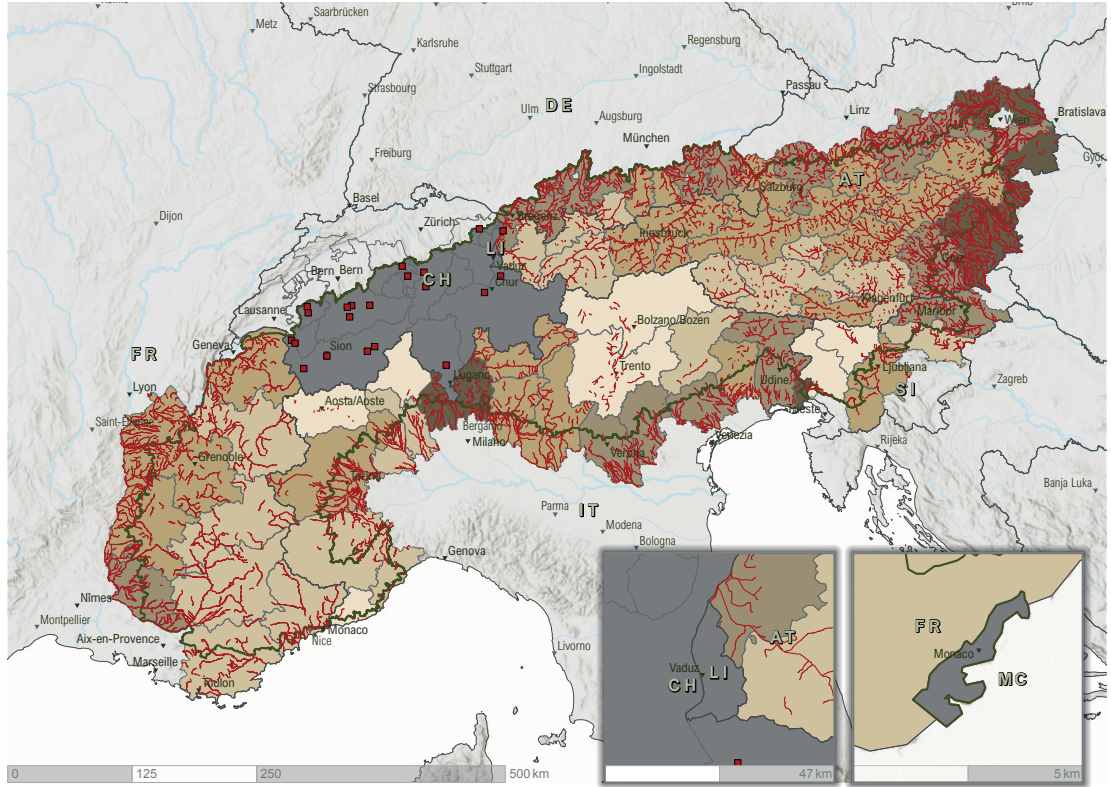 Saarbrücken
Metz
Karlsruhe
Regensburg
Stuttgart
Ingolstadt
Strasbourg
Passau
DE
Ulm
Augsburg
Linz
Bratislava
Wien
München
Freiburg
Győr
AT
Salzburg
Basel
Dijon
Zürich
Bregenz
Innsbruck
LI
Vaduz
Graz
Bern
Bern
CH
Chur
Klagenfurt
Maribor
Lausanne
Bolzano/Bozen
Geneva
Sion
FR
Trento
Ljubljana
Lugano
Udine
Zagreb
SI
Lyon
Aosta/Aoste
Trieste
Saint-Étienne
Bergamo
Milano
Venezia
Rijeka
Verona
Grenoble
Torino
Banja Luka
Parma
IT
Modena
Bologna
Genova
Nîmes
Montpellier
Monaco
Nice
Aix-en-Provence
Marseille
Livorno
Toulon
AT
Vaduz
LI
CH
FR
Monaco
MC
0
125
250
500 km
47 km
5 km